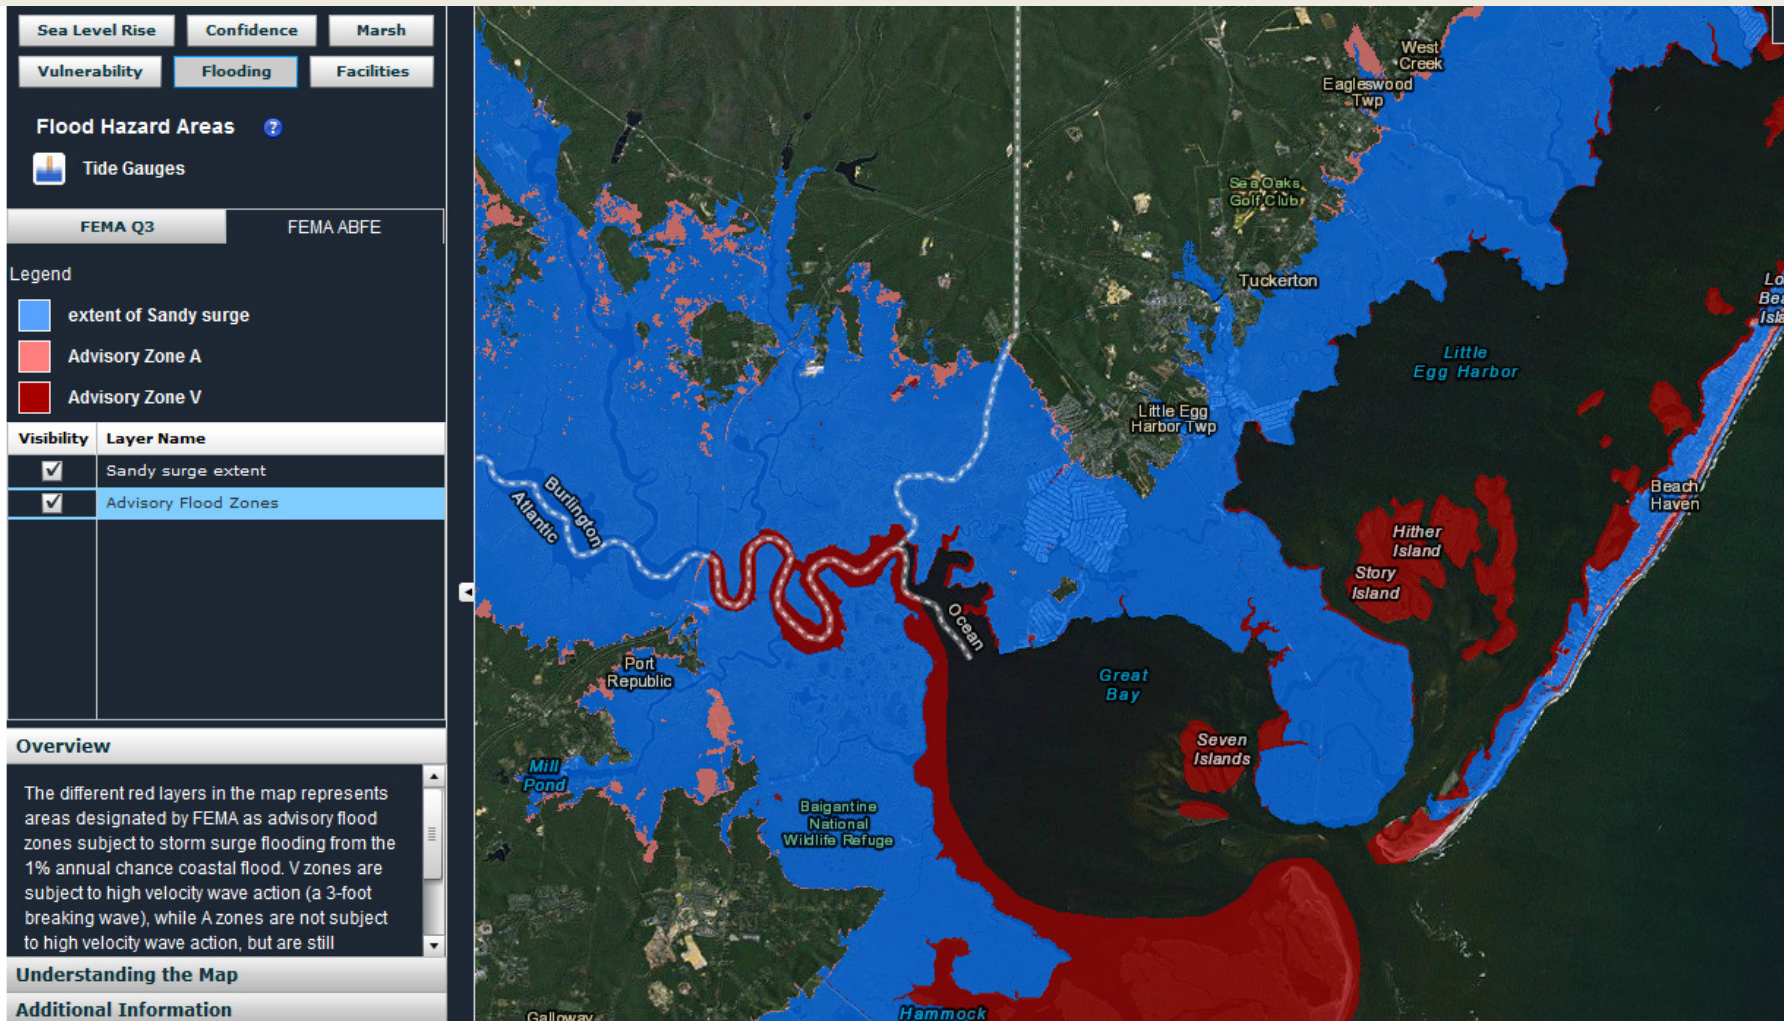 Sea Level Rise
Confidence
Marsh
Vulnerability
Flooding
Facilities
Flood Hazard Areas
?
Tide Gauges
FEMA Q3
FEMA ABFE
Legend
extent of Sandy surge
Advisory Zone A
Advisory Zone V
Visibility
Layer Name
Sandy surge extent
Advisory Flood Zones
Overview
The different red layers in the map represents
areas designated by FEMA as advisory flood
zones subject to storm surge flooding from the
1% annual chance coastal flood. V zones are
subject to high velocity wave action (a 3-foot
breaking wave), while A zones are not subject
to high velocity wave action, but are still
Understanding the Map
Additional Information
West
Creek
Eagleswood
Twp
Sea Oaks
Golf Club
Tuckerton
Lo
Bea
Isla
Little
Egg Harbor
Little Egg
Harbor Twp
Beach
Haven
Burlington
Atlantic
Hither
Island
Story
Island
Ocean
Port
Republic
Great
Bay
Seven
Islands
Mill
Pond
Baigantine
National
Wildlife Refuge
Hammock
Galloway